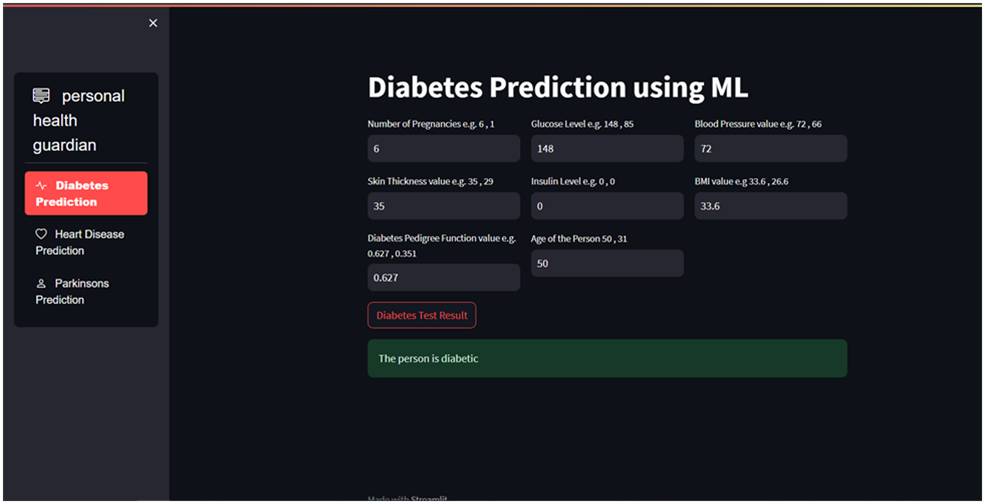 ×
personal
health
guardian
Diabetes
Prediction
Heart Disease
Prediction
Parkinsons
Prediction
Diabetes Prediction using ML
Number of Pregnancies e.g. 6 , 1
Glucose Level e.g. 148 , 85
Blood Pressure value e.g. 72 , 66
6
148
72
Skin Thickness value e.g. 35 , 29
Insulin Level e.g. 0 , 0
BMI value e.g 33.6 , 26.6
35
0
33.6
Diabetes Pedigree Function value e.g.
0.627 , 0.351
Age of the Person 50 , 31
0.627
50
Diabetes Test Result
The person is diabetic
Made with Streamlit